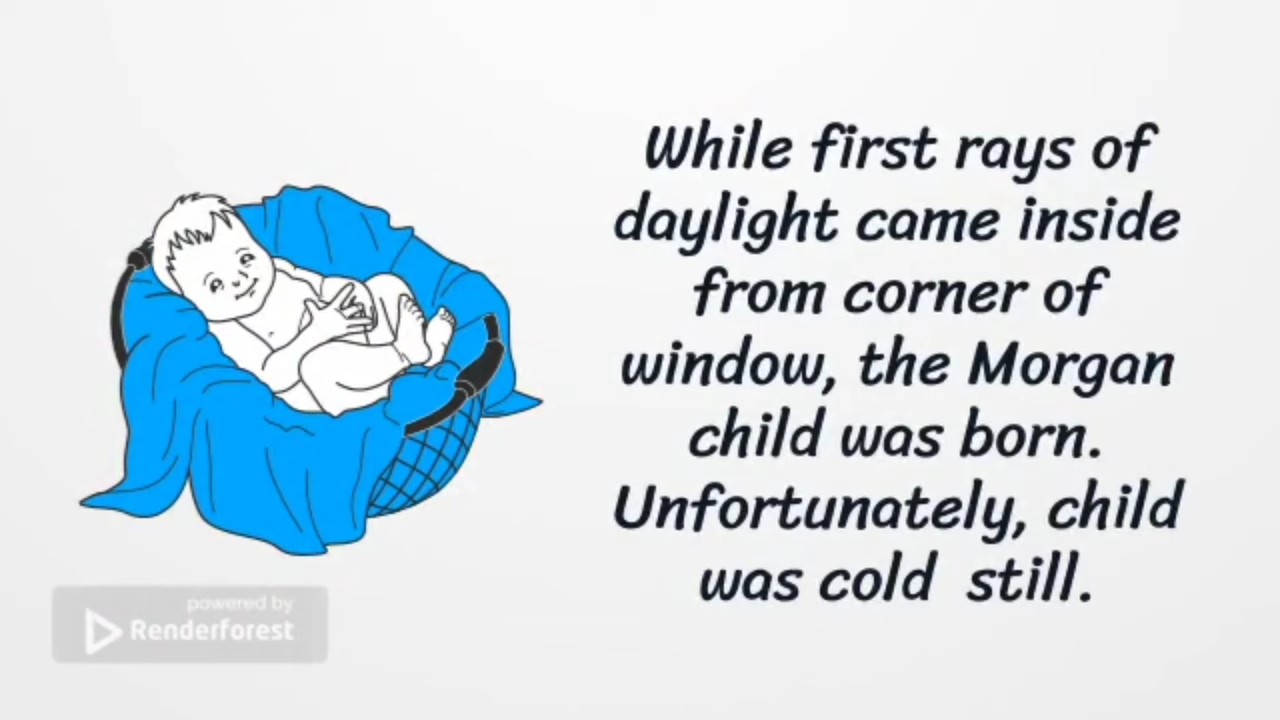 While first rays of
daylight came inside
from corner of
window, the Morgan
child was born.
Unfortunately, child
was cold  still.
powered by
Renderforest